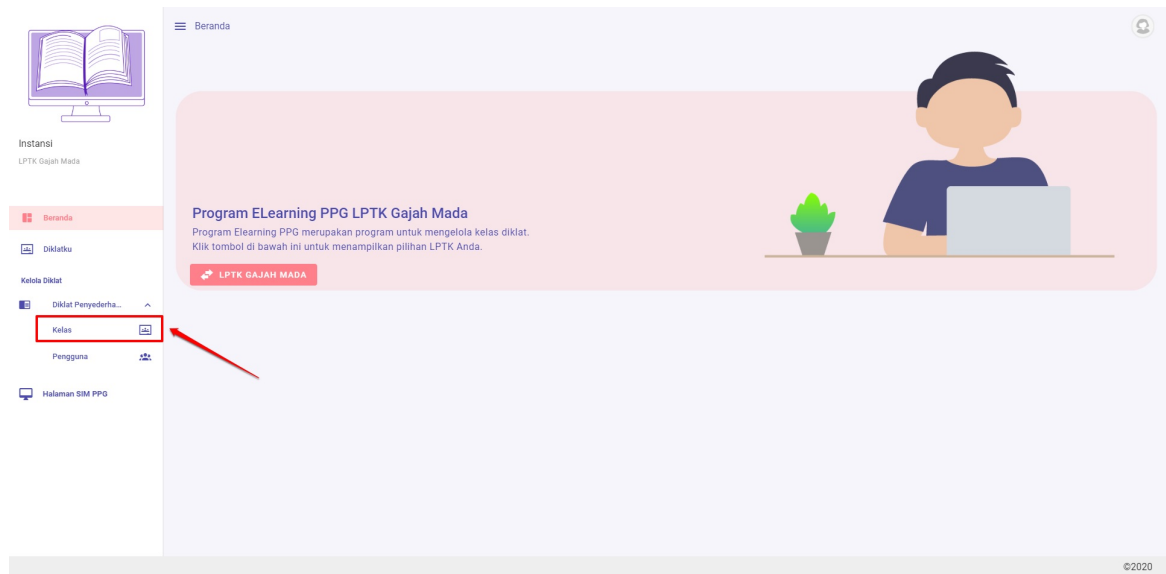 Beranda
Instansi
LPTK Gajah Mada
Beranda
Diklatku
Kelola Diklat
Diklat Penyederha...
Kelas
Pengguna
Halaman SIM PPG
Program ELearning PPG LPTK Gajah Mada
Program Elearning PPG merupakan program untuk mengelola kelas diklat.
Klik tombol di bawah ini untuk menampilkan pilihan LPTK Anda.
LPTK GAJAH MADA
©2020